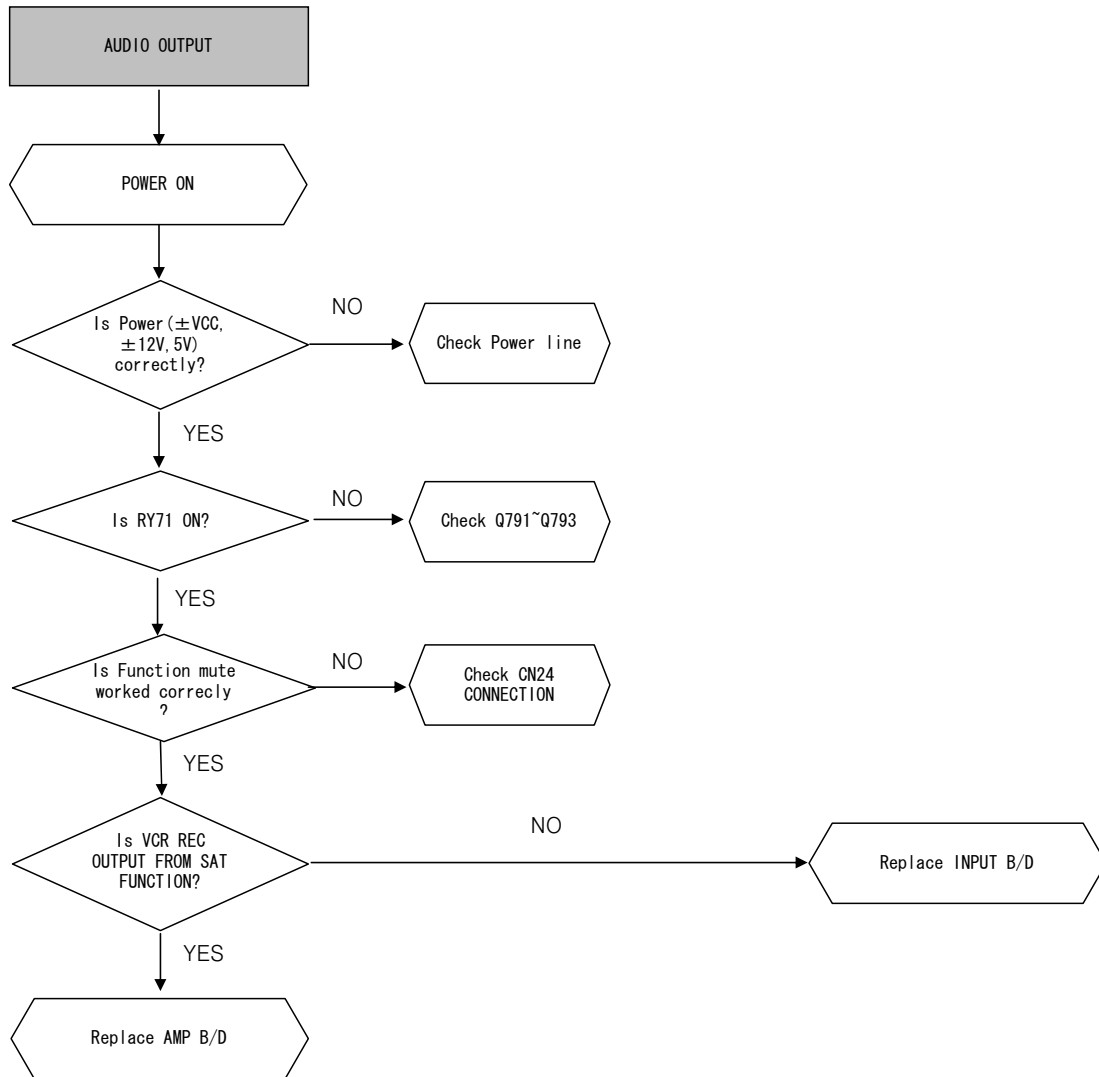 AUDIO OUTPUT
POWER ON
Is Power(±VCC,
±12V,5V)
correctly?
NO
Check Power line
YES
Is RY71 ON?
NO
Check Q791~Q793
YES
Is Function mute
worked correcly
?
NO
Check CN24
CONNECTION
YES
Is VCR REC
OUTPUT FROM SAT
FUNCTION?
NO
Replace INPUT B/D
YES
Replace AMP B/D